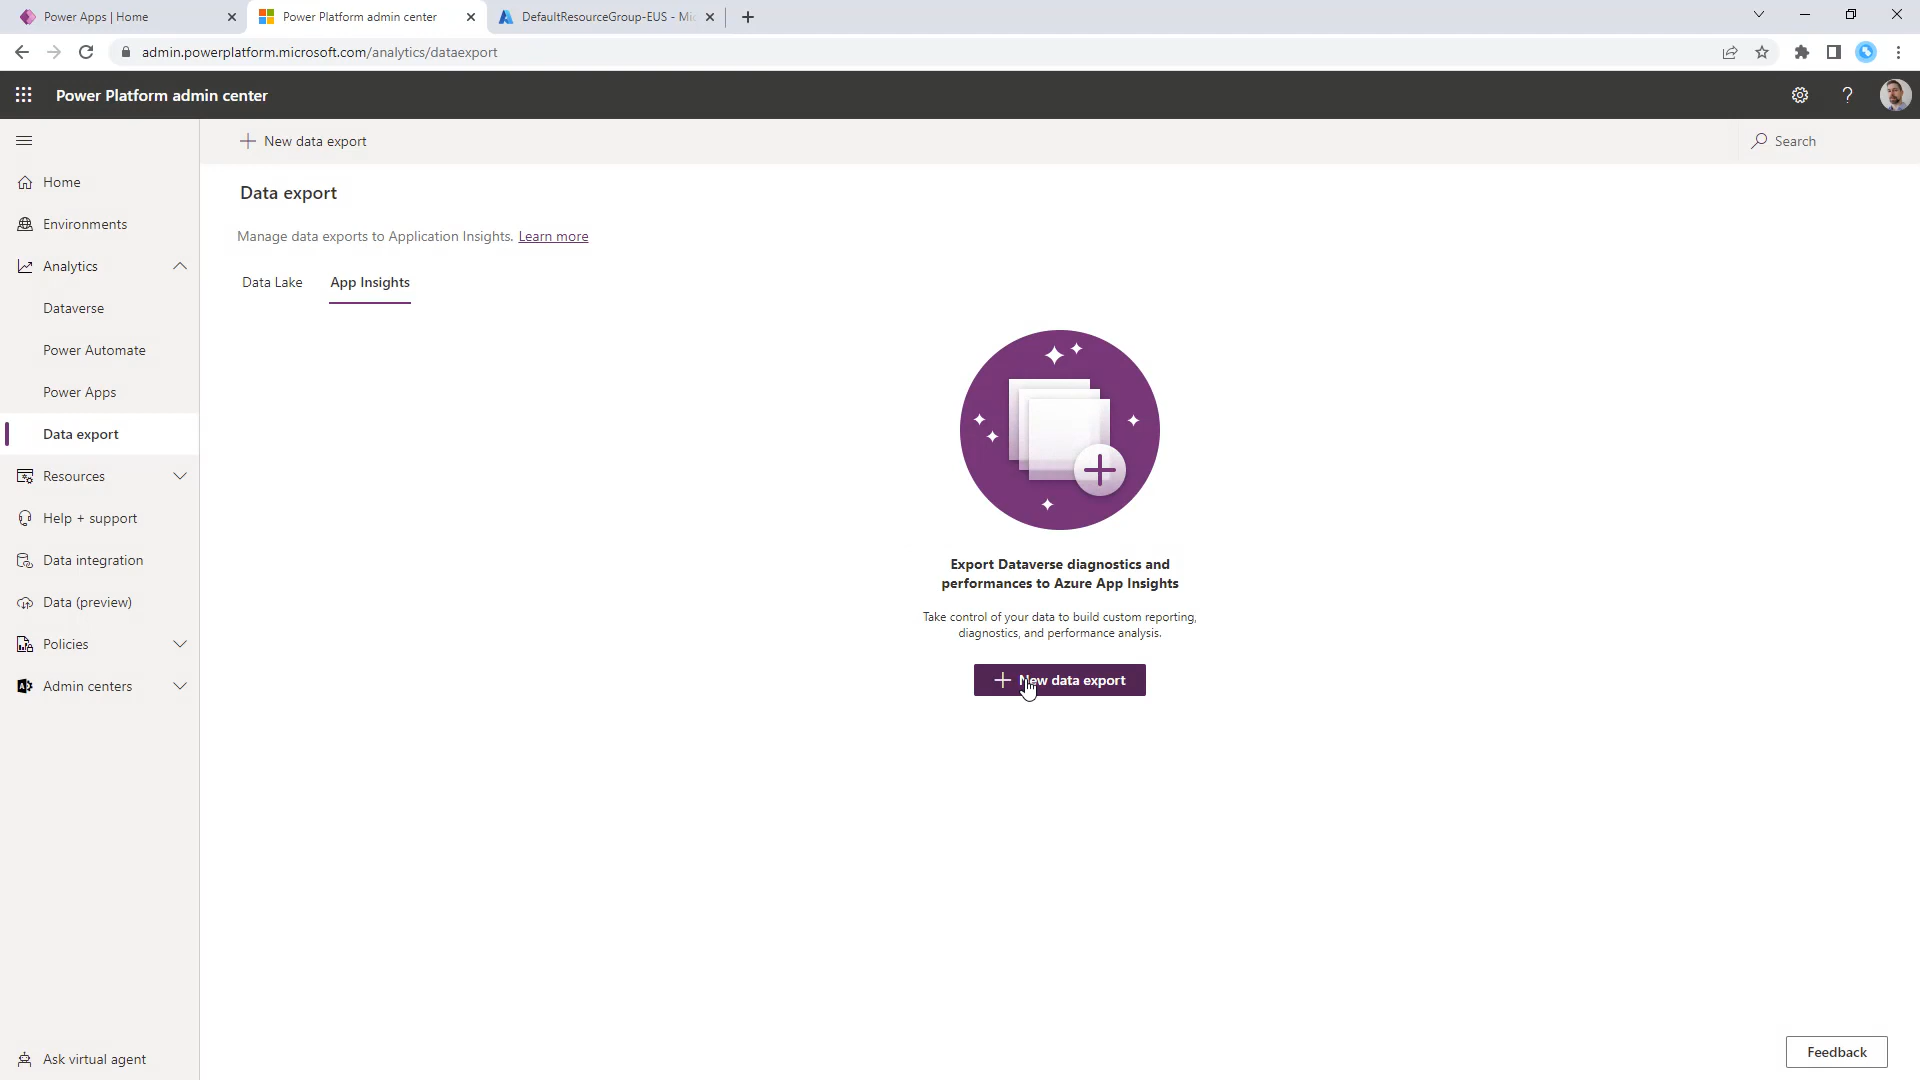 Power Apps | Home
Power Platform admin center
DefaultResourceGroup-EUS - Mic
admin.powerplatform.microsoft.com/analytics/dataexport
Power Platform admin center
New data export
Search
Home
Environments
Analytics
Dataverse
Power Automate
Power Apps
Data export
Resources
Help + support
Data integration
Data (preview)
Policies
Admin centers
Ask virtual agent
Data export
Manage data exports to Application Insights. Learn more
Data Lake
App Insights
Export Dataverse diagnostics and
performances to Azure App Insights
Take control of your data to build custom reporting,
diagnostics, and performance analysis.
New data export
Feedback